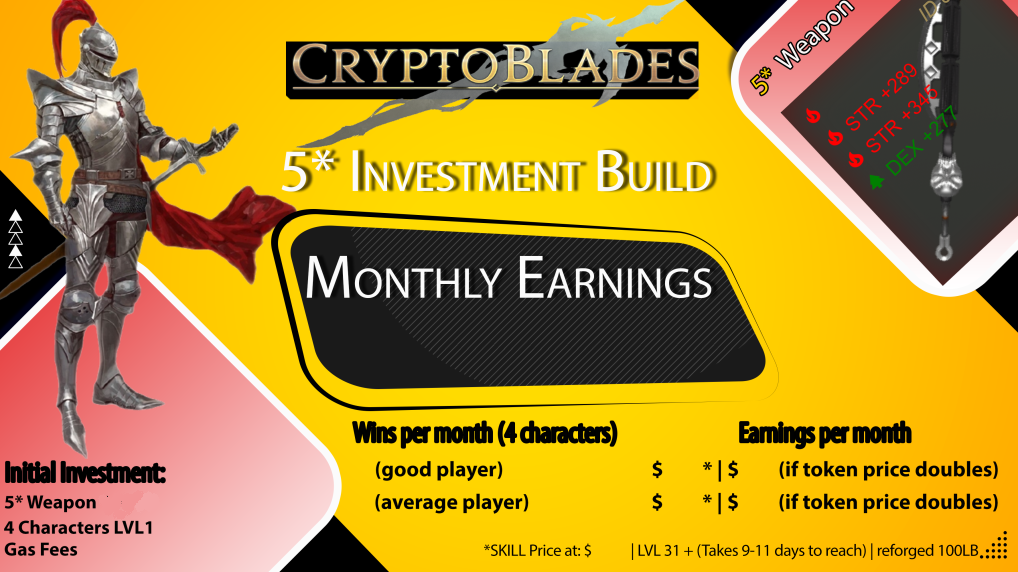 CRYPTOBLADES
5* INVESTMENT BUILD
5* Weapon
STR +289
STR +345
DEX +277
MONTHLY EARNINGS
Wins per month (4 characters) Earnings per month
(good player) $ * | $ (if token price doubles)
(average player) $ * | $ (if token price doubles)
Initial Investment:
5* Weapon
4 Characters LVL1
Gas Fees
*SKILL Price at: $ | LVL 31 + (Takes 9-11 days to reach) | reforged 100LB